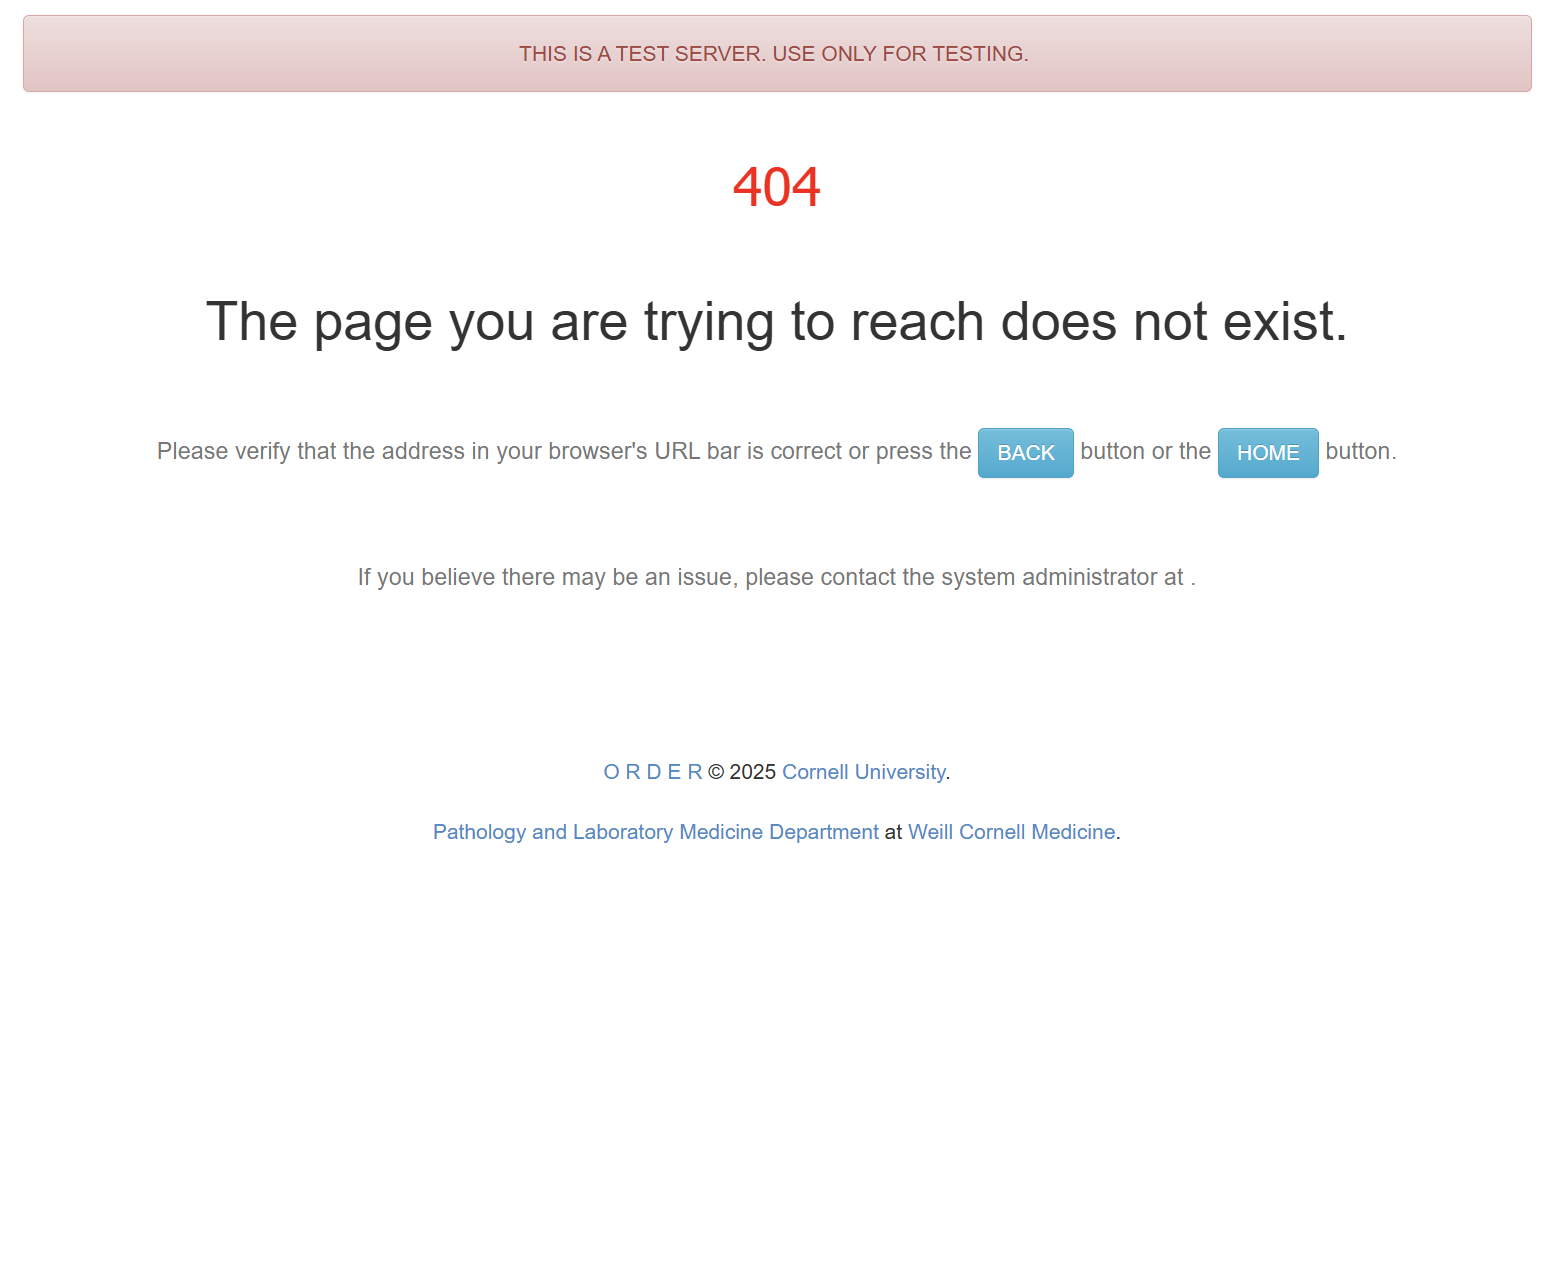 THIS IS A TEST SERVER. USE ONLY FOR TESTING.
404
The page you are trying to reach does not exist.
Please verify that the address in your browser's URL bar is correct or press the BACK button or the HOME button.
If you believe there may be an issue, please contact the system administrator at .
O R D E R © 2025 Cornell University.
Pathology and Laboratory Medicine Department at Weill Cornell Medicine.